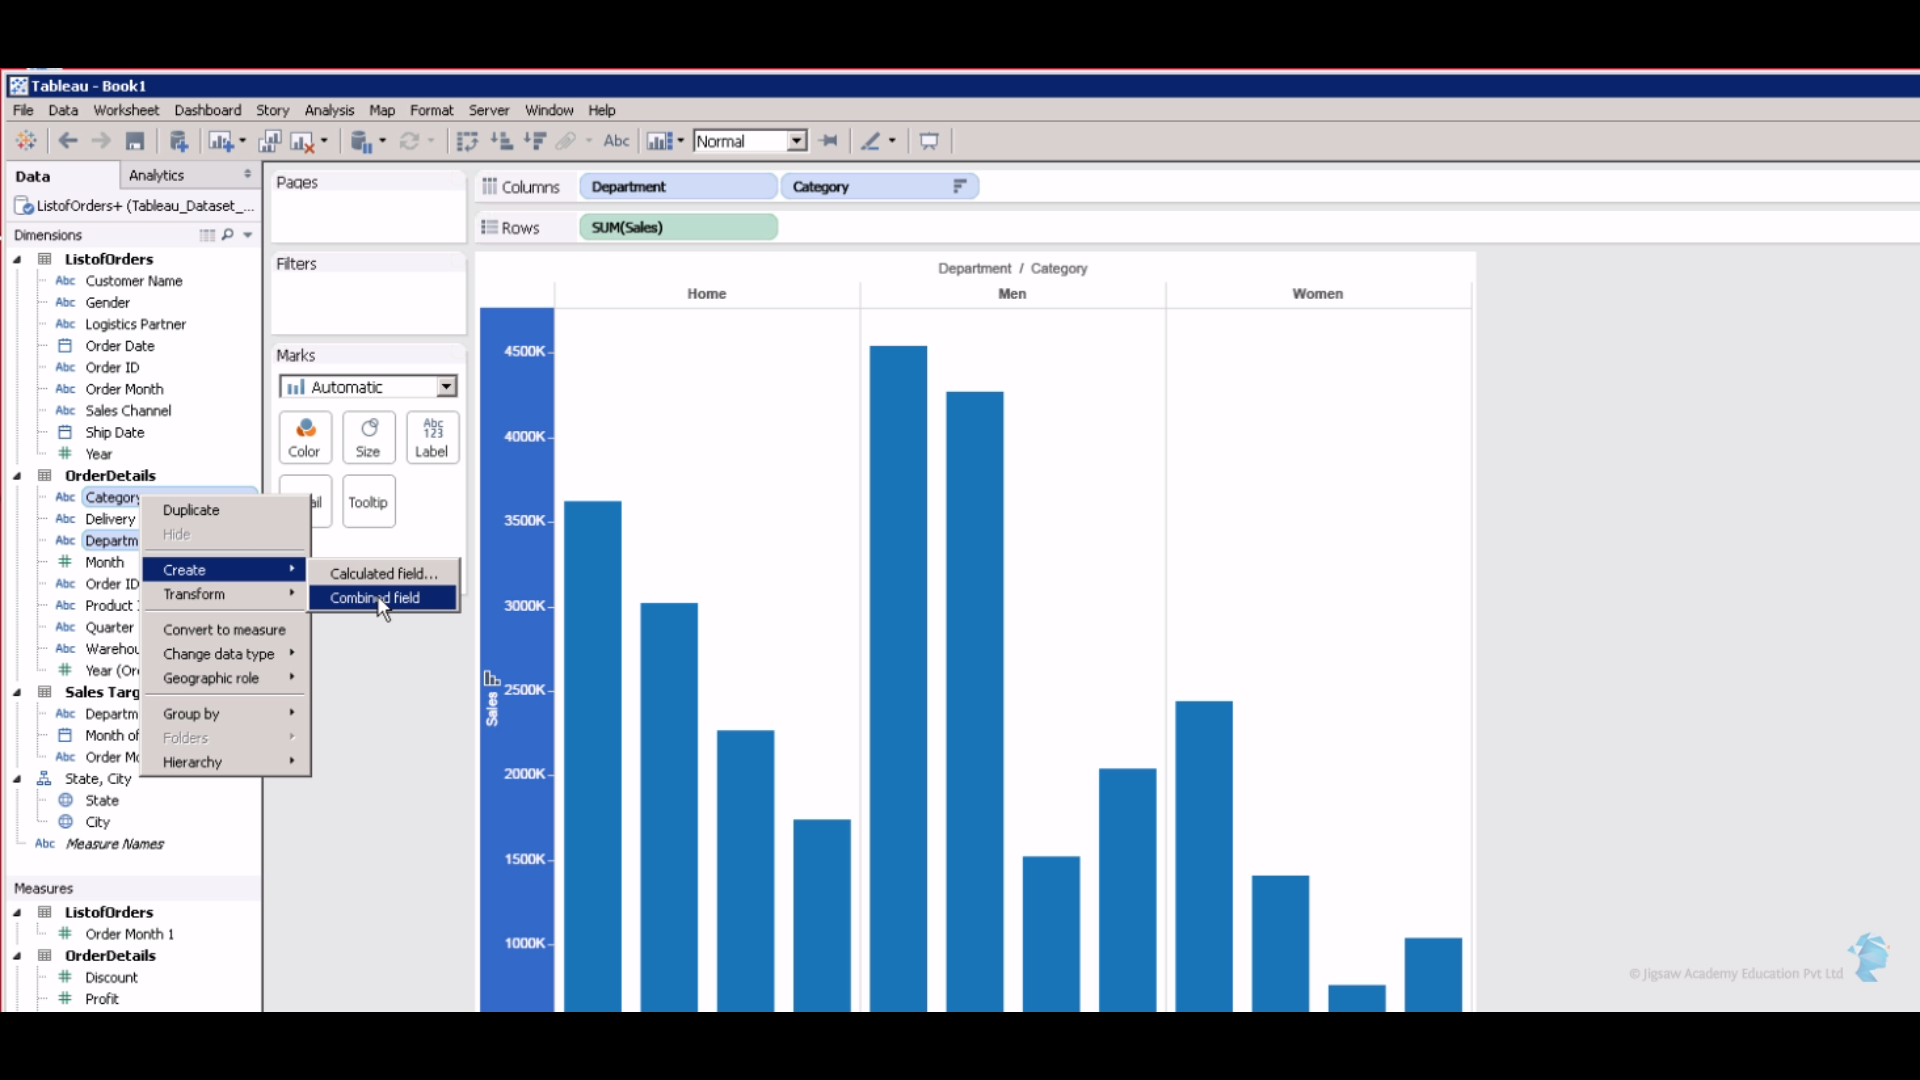 Tableau - Book1
File Data Worksheet Dashboard Story Analysis Map Format Server Window Help
Abc Normal
Data Analytics
ListofOrders+ (Tableau_Dataset_...
Dimensions
ListofOrders
Abc Customer Name
Abc Gender
Abc Logistics Partner
Order Date
Abc Order ID
Abc Order Month
Abc Sales Channel
Ship Date
# Year
OrderDetails
Abc Category
Abc Delivery
Abc Departm
# Month
Abc Order ID
Abc Product
Abc Quarter
Abc Warehou
# Year (Or
Sales Targ
Abc Departm
Month of
Abc Order Mo
State, City
State
City
Abc Measure Names
Measures
ListofOrders
# Order Month 1
OrderDetails
# Discount
# Profit
Duplicate
Hide
Create
Transform
Convert to measure
Change data type
Geographic role
Group by
Folders
Hierarchy
Calculated field...
Combined field
Pages
Filters
Marks
Automatic
Color Size Abc 123 Label
ail Tooltip
Columns Department Category
Rows SUM(Sales)
Department / Category
Home Men Women
4500K
4000K
3500K
3000K
2500K
2000K
1500K
1000K
Sales
© Jigsaw Academy Education Pvt Ltd